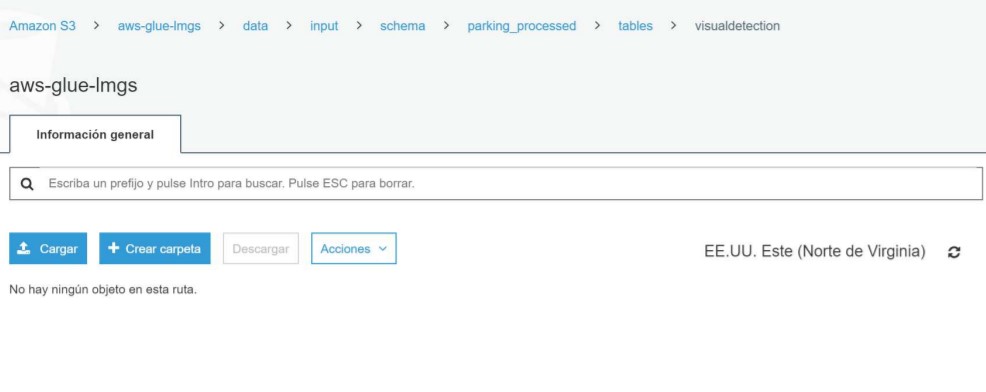 Amazon S3 > aws-glue-lmgs > data > input > schema > parking_processed > tables > visualdetection
aws-glue-lmgs
Información general
Escriba un prefijo y pulse Intro para buscar. Pulse ESC para borrar.
Cargar + Crear carpeta Descargar Acciones EE.UU. Este (Norte de Virginia)
No hay ningún objeto en esta ruta.